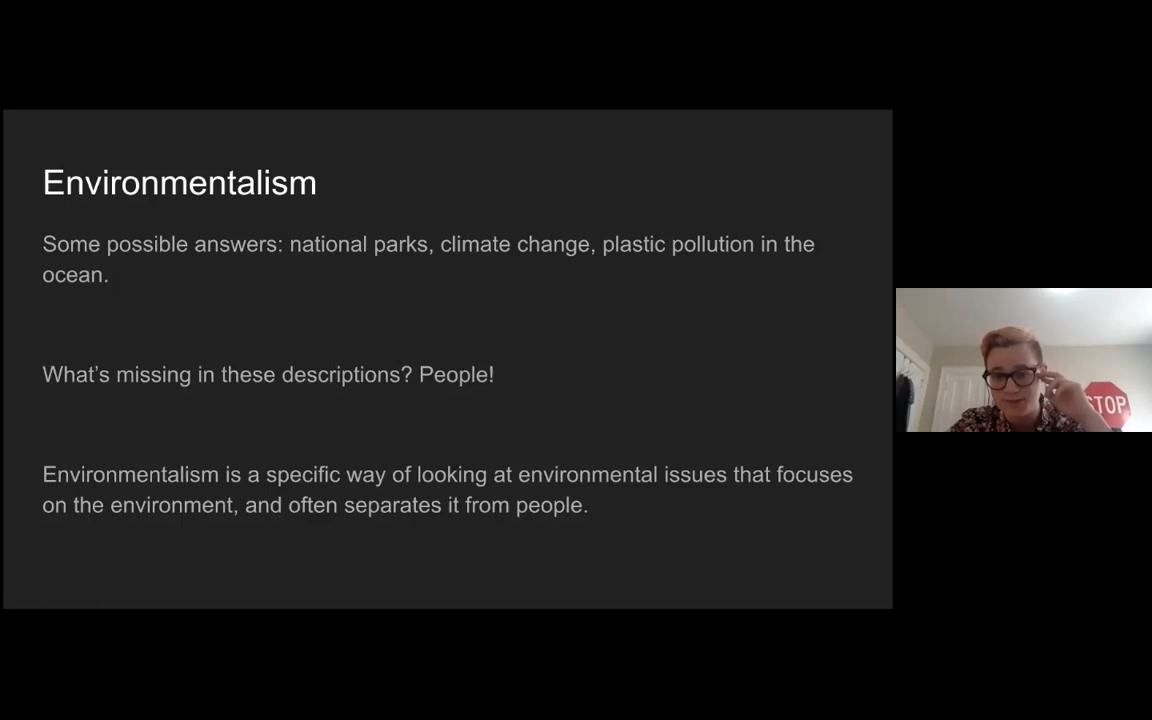 Environmentalism
Some possible answers: national parks, climate change, plastic pollution in the
ocean.
What’s missing in these descriptions? People!
Environmentalism is a specific way of looking at environmental issues that focuses
on the environment, and often separates it from people.
STOP